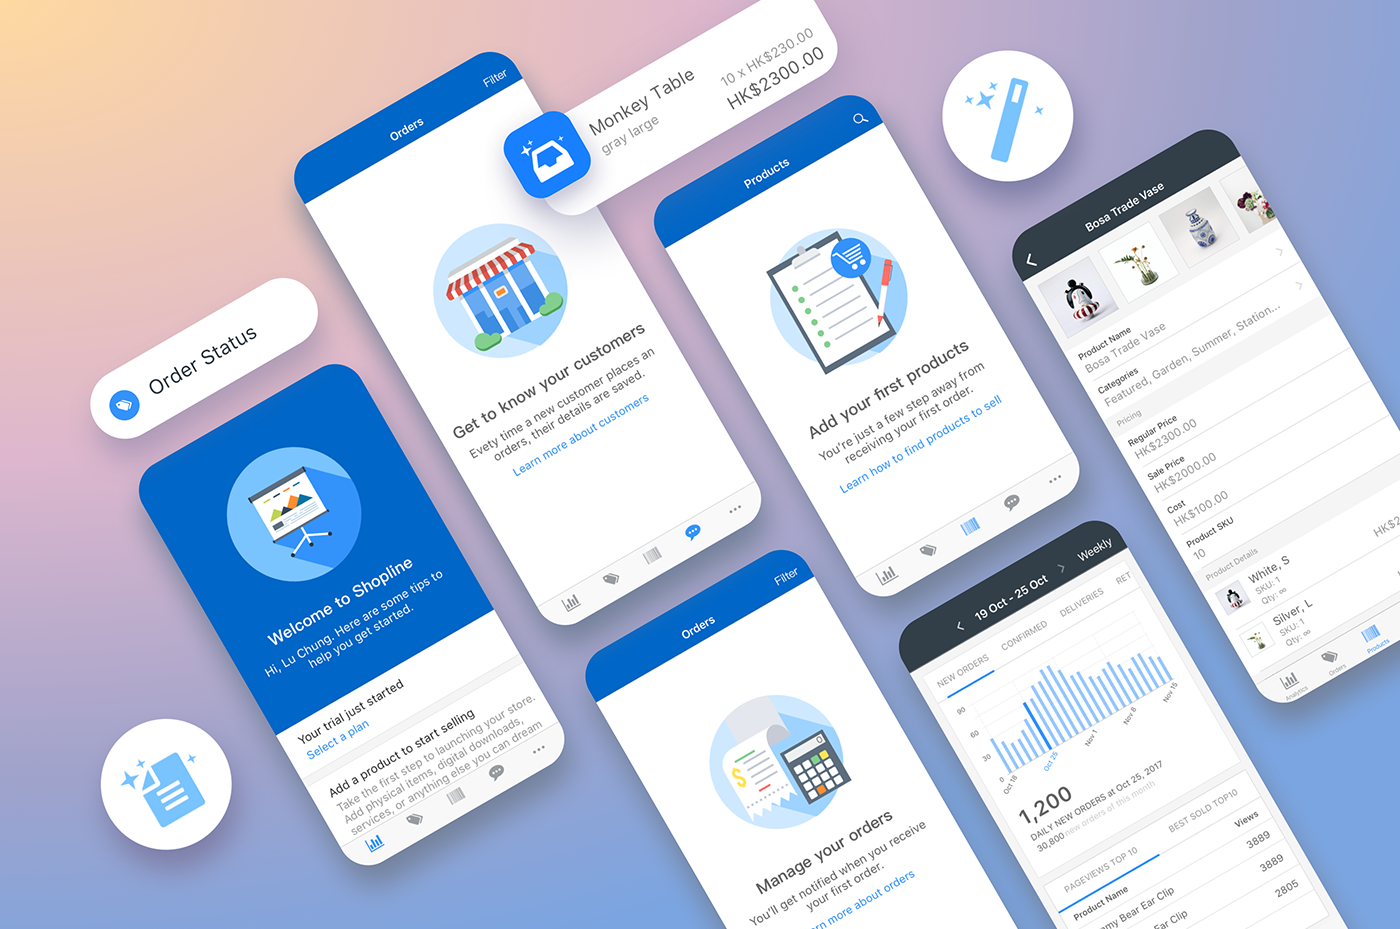 Filter
Orders
Monkey Table
gray large
10 x HK$230.00
HK$2300.00
Products
Bosa Trade Vase
Order Status
Get to know your customers
Evety time a new customer places an
orders, their details are saved.
Learn more about customers
Add your first products
You're just a few step away from
receiving your first order.
Learn how to find products to sell
Product Name
Bosa Trade Vase
Categories
Featured, Garden, Summer, Station...
Pricing
Regular Price
HK$2300.00
Sale Price
HK$2000.00
Cost
HK$100.00
Product SKU
10
Product Details
White, S
SKU: 1
Qty: ∞
HK$2
Silver, L
SKU: 1
Qty: ∞
Analytics
Orders
Products
Welcome to Shopline
Hi, Lu Chung. Here are some tips to
help you get started.
Your trial just started
Select a plan
Add a product to start selling
Take the first step to launching your store.
Add physical items, digital downloads,
services, or anything else you can dream
Filter
Orders
$
0
Manage your orders
You'll get notified when you receive
your first order.
rn more about orders
19 Oct - 25 Oct
Weekly
NEW ORDERS
CONFIRMED
DELIVERIES
RET
90
60
30
0
Oct 18
Oct 25
Nov 1
Nov 8
Nov 15
1,200
DAILY NEW ORDERS at Oct 25, 2017
30,800 new orders of this month
PAGEVIEWS TOP 10
BEST SOLD TOP10
Product Name
Views
my Bear Ear Clip
3889
Ear Clip
3889
2805